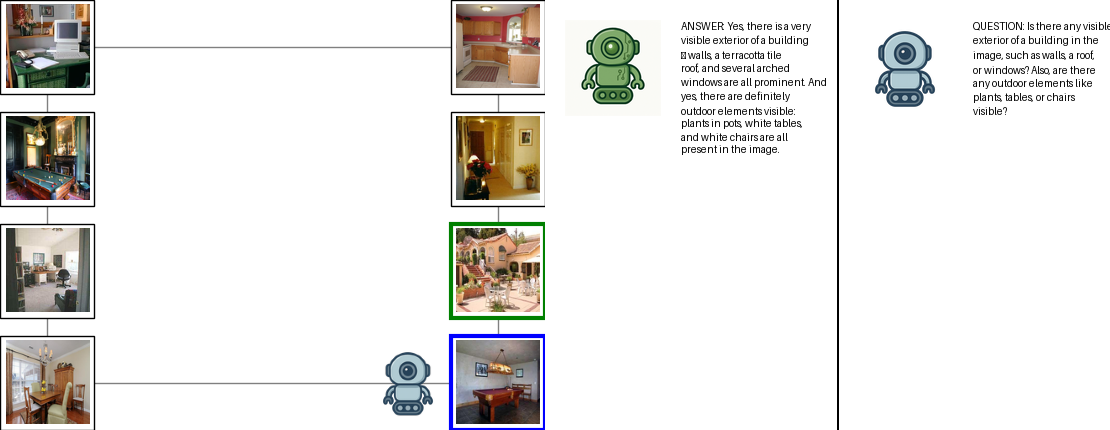 ANSWER: Yes, there is a very
visible exterior of a building
walls, a terracotta tile
roof, and several arched
windows are all prominent. And
yes, there are definitely
outdoor elements visible:
plants in pots, white tables,
and white chairs are all
present in the image.
QUESTION: Is there any visible
exterior of a building in the
image, such as walls, a roof,
or windows? Also, are there
any outdoor elements like
plants, tables, or chairs
visible?